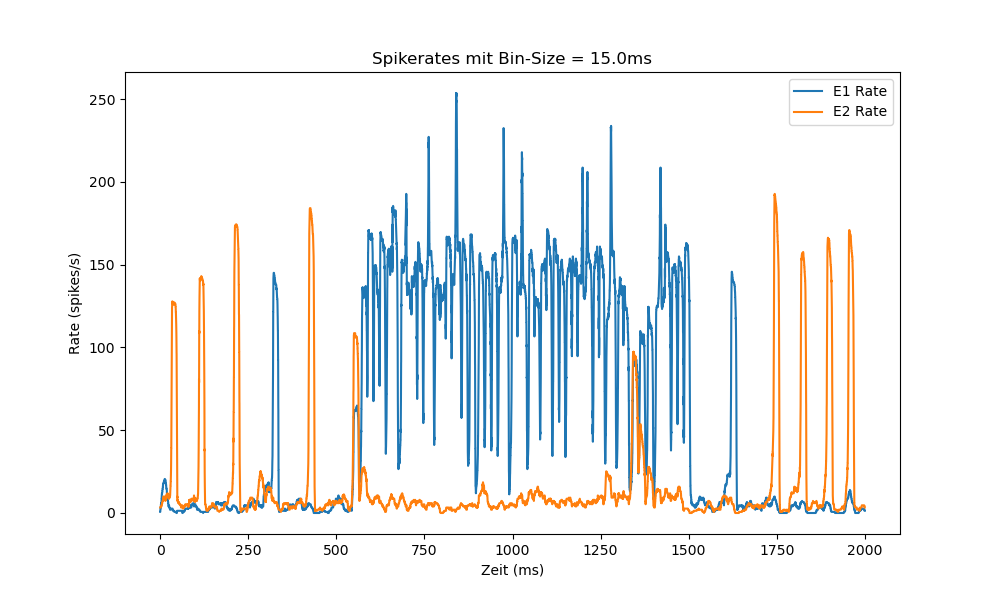 Spikerates mit Bin-Size = 15.0ms
E1 Rate
E2 Rate
250
200
150
100
50
0
Rate (spikes/s)
0 250 500 750 1000 1250 1500 1750 2000
Zeit (ms)